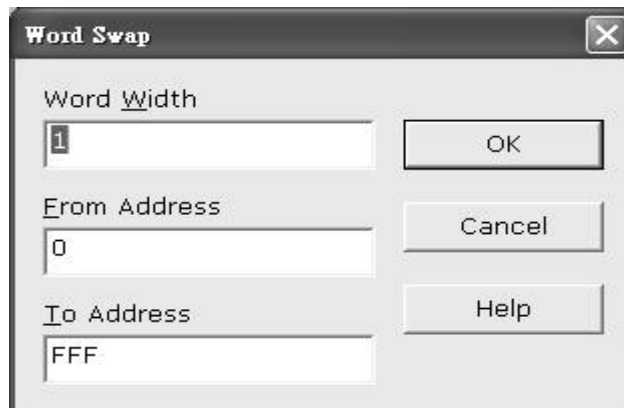 Word Swap
Word Width
1
OK
From Address
0
Cancel
To Address
FFF
Help